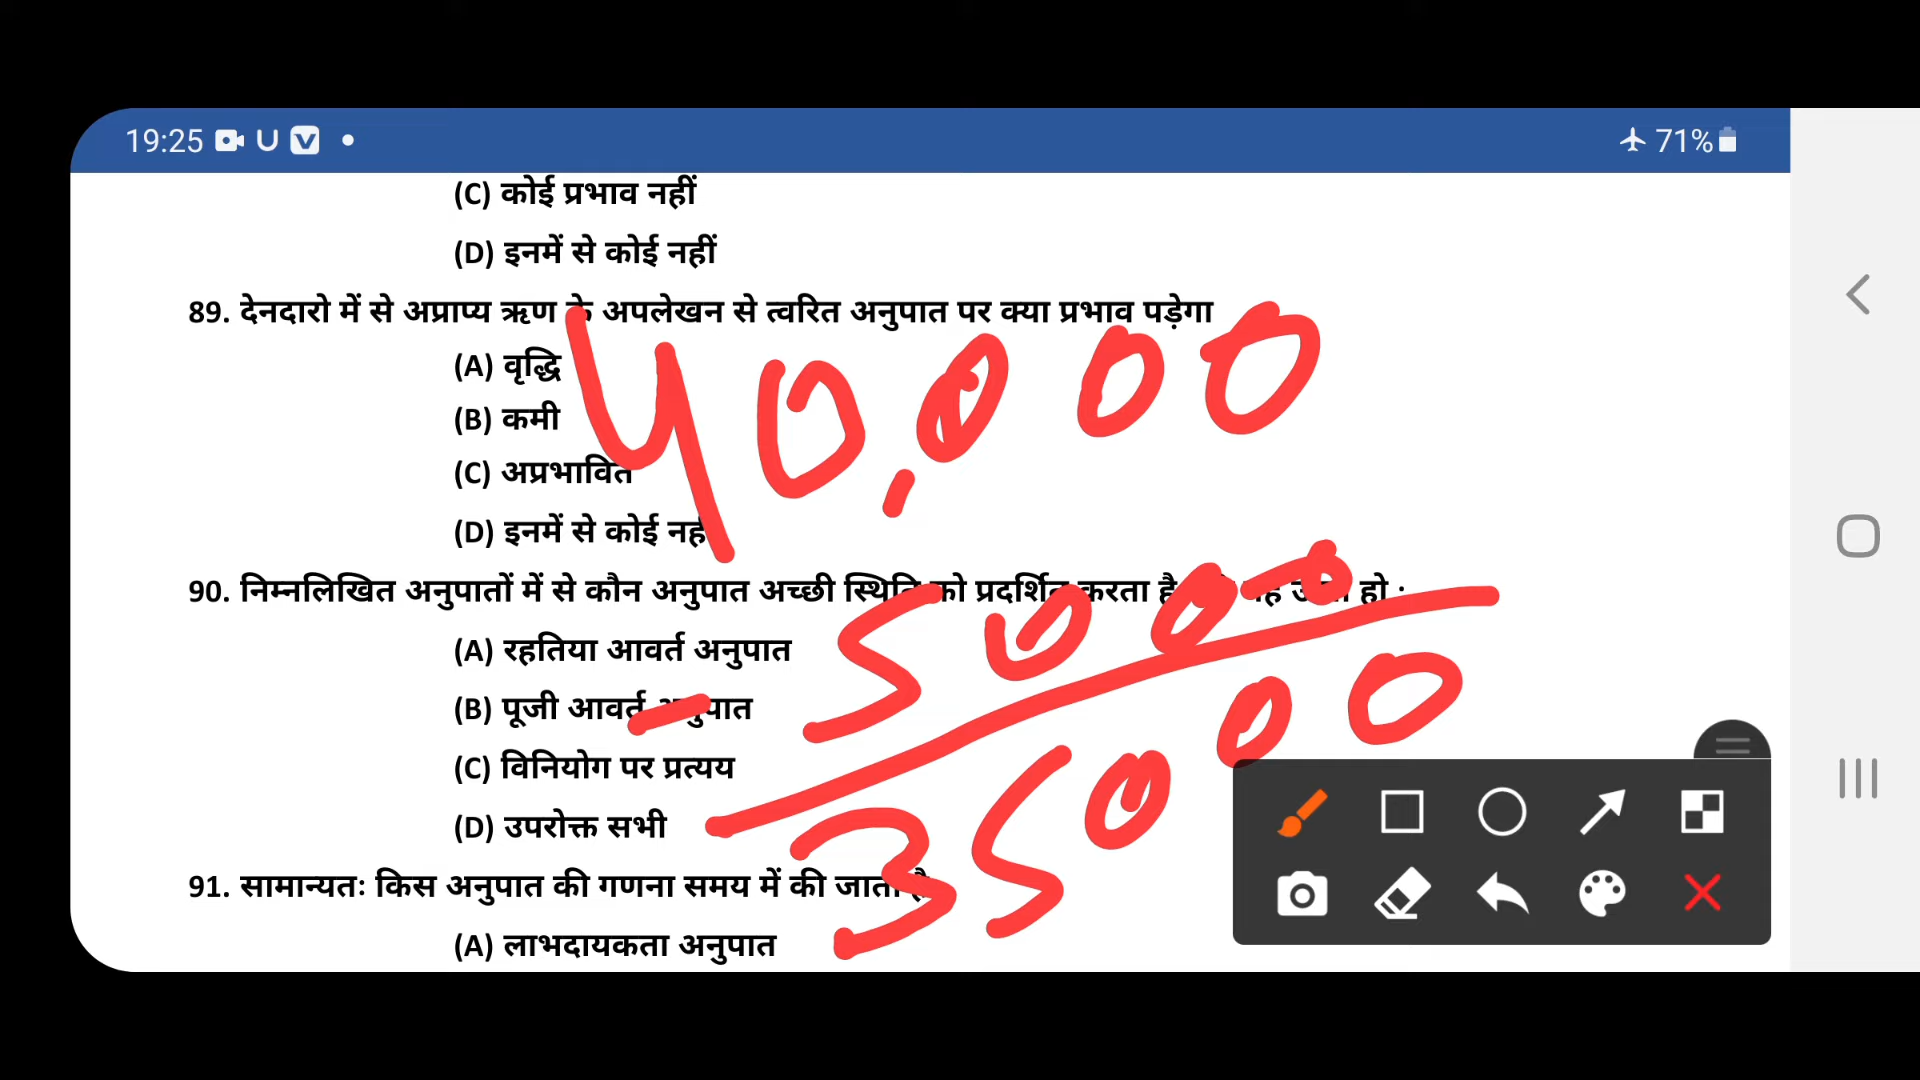 19:25 U V 71%
(C) कोई प्रभाव नहीं
(D) इनमें से कोई नहीं
89. देनदारो में से अप्राप्य ऋण के अपलेखन से त्वरित अनुपात पर क्या प्रभाव पड़ेगा
(A) वृद्धि
40,000
(B) कमी
(C) अप्रभावित
(D) इनमें से कोई
90. निम्नलिखित अनुपातों में से कौन अनुपात अच्छी स्थिति को प्रदर्शित करता है हो :
(A) रहतिया आवर्त अनुपात
- 5000
(B) पूजी आवर्त अनुपात
(C) विनियोग पर प्रत्यय
(D) उपरोक्त सभी
35000
91. सामान्यतः किस अनुपात की गणना समय में की जाती है
(A) लाभदायकता अनुपात